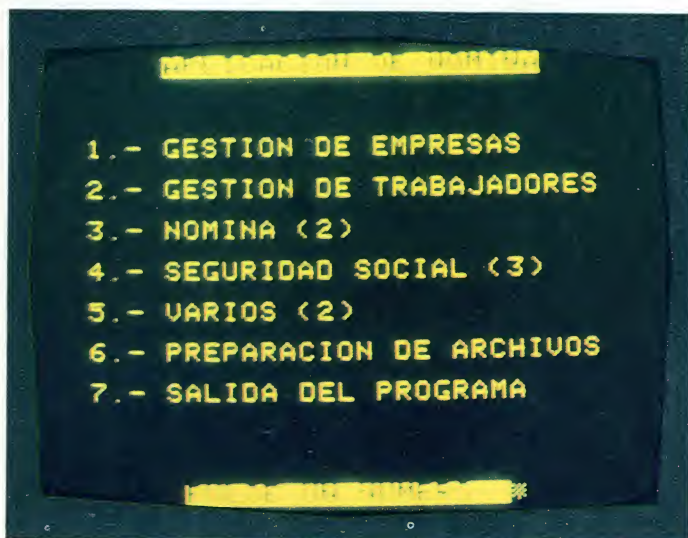 1.- GESTION DE EMPRESAS
2.- GESTION DE TRABAJADORES
3.- NOMINA (2)
4.- SEGURIDAD SOCIAL (3)
5.- VARIOS (2)
6.- PREPARACION DE ARCHIVOS
7.- SALIDA DEL PROGRAMA